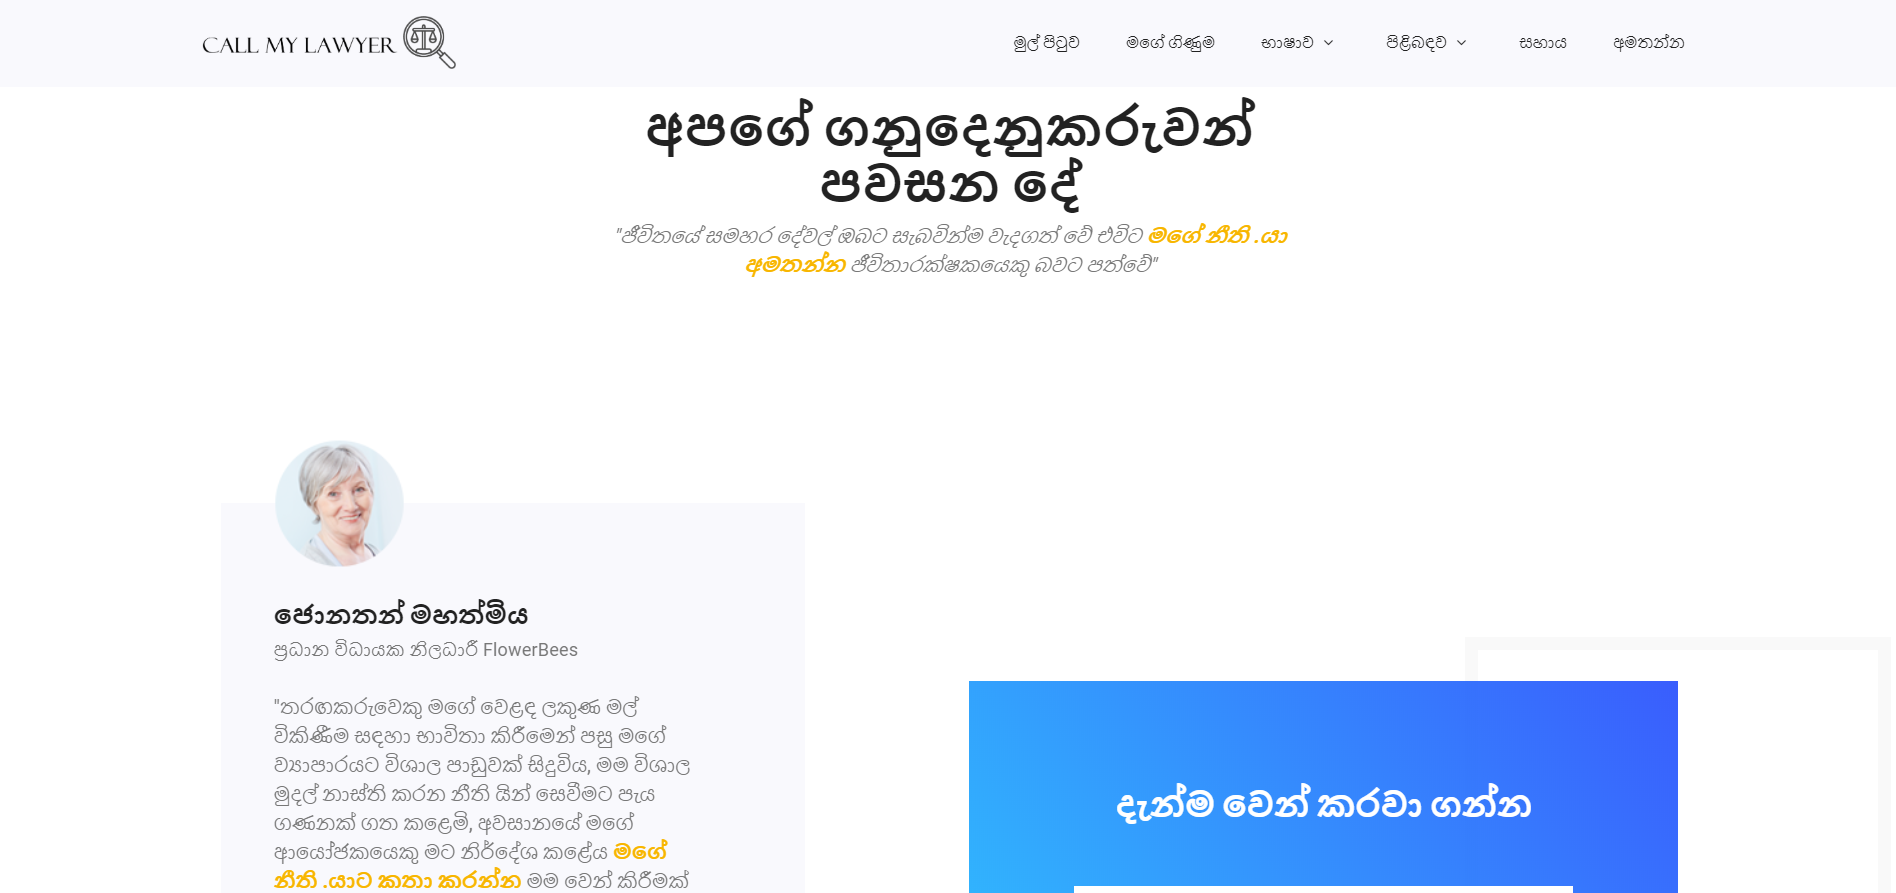 CALL MY LAWYER
මුල් පිටුව
මගේ ගිණුම
භාෂාව
පිළිබඳව
සහාය
අමතන්න
අපගේ ගනුදෙනුකරුවන්
පවසන දේ
"ජීවිතයේ සමහර දේවල් ඔබට සැබවින්ම වැදගත් වේ එවිට මගේ නීති .යා
අමතන්න ජීවිතාරක්ෂකයෙකු බවට පත්වේ"
ජොනතන් මහත්මිය
ප්‍රධාන විධායක නිලධාරී FlowerBees
"තරඟකරුවෙකු මගේ වෙළඳ ලකුණ මල්
විකිණීම සඳහා භාවිතා කිරීමෙන් පසු මගේ
ව්‍යාපාරයට විශාල පාඩුවක් සිදුවිය, මම විශාල
මුදල් නාස්ති කරන නීති යින් සෙවීමට පැය
ගණනක් ගත කළෙමි, අවසානයේ මගේ
ආයෝජකයෙකු මට නිර්දේශ කළේය මගේ
නීති .යාට කතා කරන්න මම වෙන් කිරීමක්
දැන්ම වෙන් කරවා ගන්න